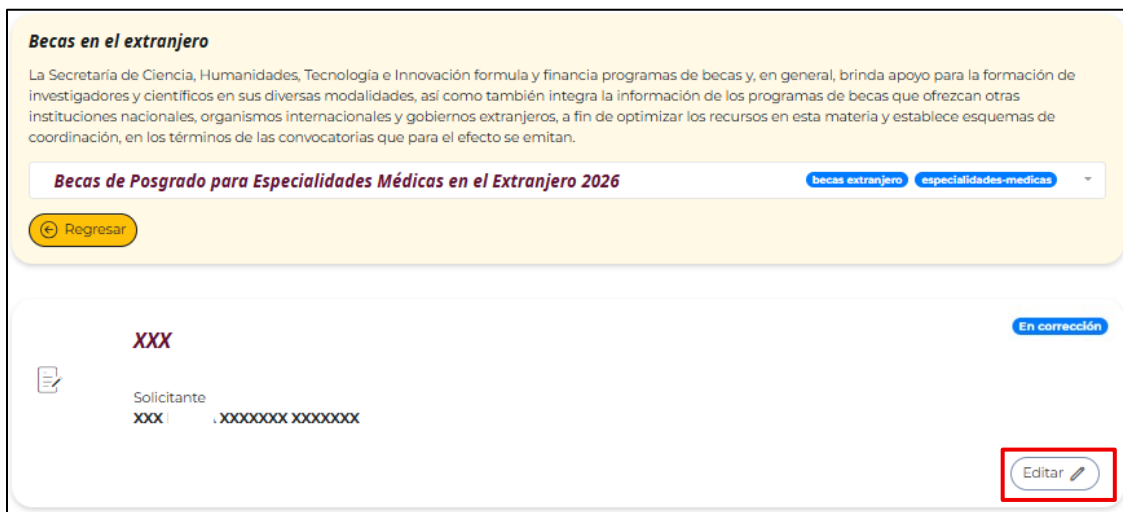 Becas en el extranjero
La Secretaría de Ciencia, Humanidades, Tecnología e Innovación formula y financia programas de becas y, en general, brinda apoyo para la formación de
investigadores y científicos en sus diversas modalidades, así como también integra la información de los programas de becas que ofrezcan otras
instituciones nacionales, organismos internacionales y gobiernos extranjeros, a fin de optimizar los recursos en esta materia y establece esquemas de
coordinación, en los términos de las convocatorias que para el efecto se emitan.
Becas de Posgrado para Especialidades Médicas en el Extranjero 2026 becas extranjero especialidades-medicas
Regresar
En corrección
XXX
Solicitante
XXX XXXXXXX XXXXXXX
Editar